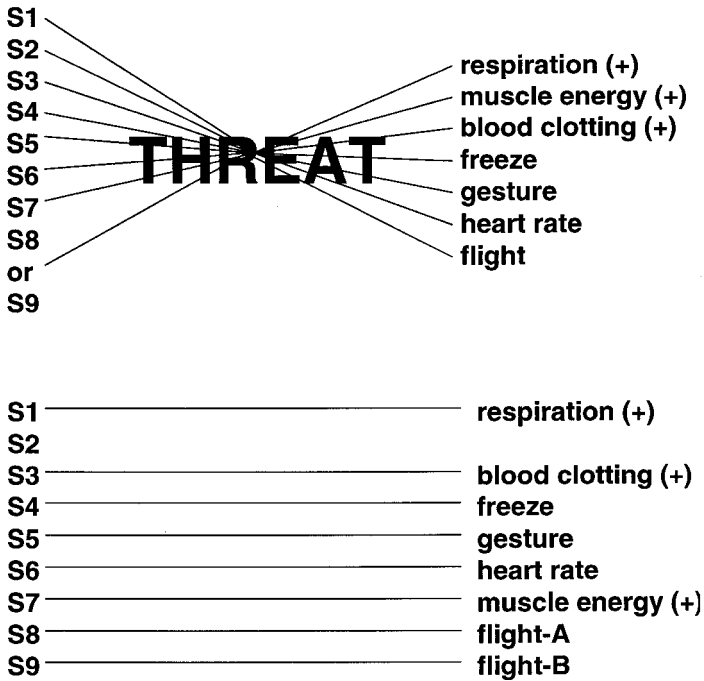 S1
S2
respiration (+)
S3
muscle energy (+)
S4
blood clotting (+)
S5
THREAT
freeze
S6
gesture
S7
heart rate
S8
flight
or
S9
S1 respiration (+)
S2
S3 blood clotting (+)
S4 freeze
S5 gesture
S6 heart rate
S7 muscle energy (+)
S8 flight-A
S9 flight-B